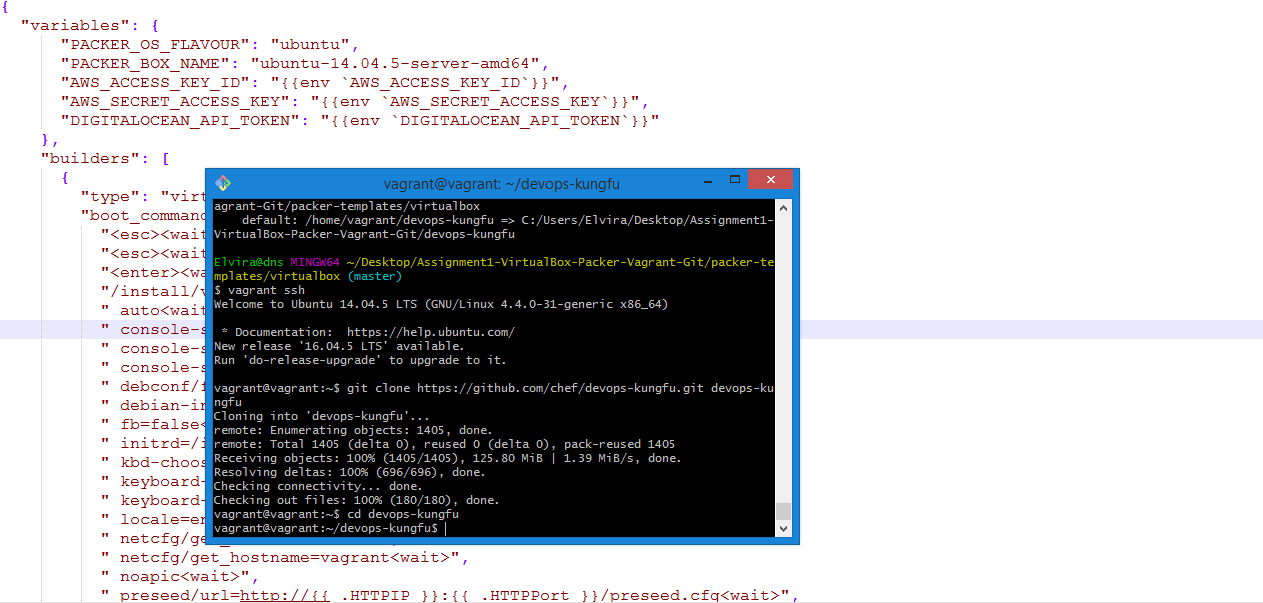 {
"variables": {
"PACKER_OS_FLAVOUR": "ubuntu",
"PACKER_BOX_NAME": "ubuntu-14.04.5-server-amd64",
"AWS_ACCESS_KEY_ID": "{{env `AWS_ACCESS_KEY_ID`}}",
"AWS_SECRET_ACCESS_KEY": "{{env `AWS_SECRET_ACCESS_KEY`}}",
"DIGITALOCEAN_API_TOKEN": "{{env `DIGITALOCEAN_API_TOKEN`}}"
},
"builders": [
{
"type": "virt
"boot_command
"<esc><wait
"<esc><wait
"<enter><wa
"/install/v
" auto<wait
" console-s
" console-s
" console-s
" debconf/f
" debian-in
" fb=false<
" initrd=/i
" kbd-choos
" keyboard-
" keyboard-
" locale=en
" netcfg/ge
" netcfg/get_hostname=vagrant<wait>",
" noapic<wait>",
" preseed/url=http://{{ .HTTPIP }}:{{ .HTTPPort }}/preseed.cfg<wait>",
vagrant@vagrant: ~/devops-kungfu
agrant-Git/packer-templates/virtualbox
default: /home/vagrant/devops-kungfu => C:/Users/Elvira/Desktop/Assignment1-
VirtualBox-Packer-Vagrant-Git/devops-kungfu
Elvira@dns MINGW64 ~/Desktop/Assignment1-VirtualBox-Packer-Vagrant-Git/packer-te
mplates/virtualbox (master)
$ vagrant ssh
Welcome to Ubuntu 14.04.5 LTS (GNU/Linux 4.4.0-31-generic x86_64)
* Documentation:  https://help.ubuntu.com/
New release '16.04.5 LTS' available.
Run 'do-release-upgrade' to upgrade to it.
vagrant@vagrant:~$ git clone https://github.com/chef/devops-kungfu.git devops-ku
ngfu
Cloning into 'devops-kungfu'...
remote: Enumerating objects: 1405, done.
remote: Total 1405 (delta 0), reused 0 (delta 0), pack-reused 1405
Receiving objects: 100% (1405/1405), 125.80 MiB | 1.39 MiB/s, done.
Resolving deltas: 100% (696/696), done.
Checking connectivity... done.
Checking out files: 100% (180/180), done.
vagrant@vagrant:~$ cd devops-kungfu
vagrant@vagrant:~/devops-kungfu$